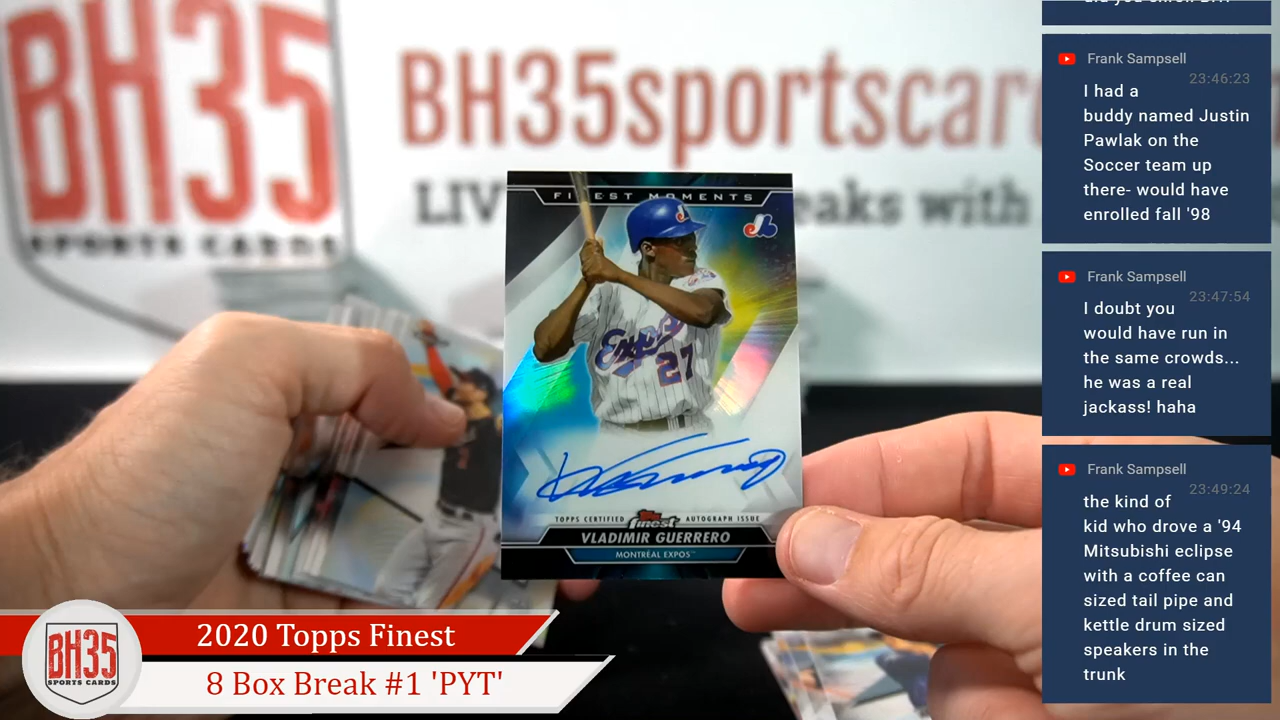 BH35
SPORTS CARDS
BH35sportscar
LIV eaks with
FINEST MOMENTS
Expos
27
TOPPS CERTIFIED Topps finest AUTOGRAPH ISSUE
VLADIMIR GUERRERO
MONTRÉAL EXPOS™
BH35
SPORTS CARDS
2020 Topps Finest
8 Box Break #1 'PYT'
Frank Sampsell
23:46:23
I had a
buddy named Justin
Pawlak on the
Soccer team up
there- would have
enrolled fall '98
Frank Sampsell
23:47:54
I doubt you
would have run in
the same crowds...
he was a real
jackass! haha
Frank Sampsell
23:49:24
the kind of
kid who drove a '94
Mitsubishi eclipse
with a coffee can
sized tail pipe and
kettle drum sized
speakers in the
trunk